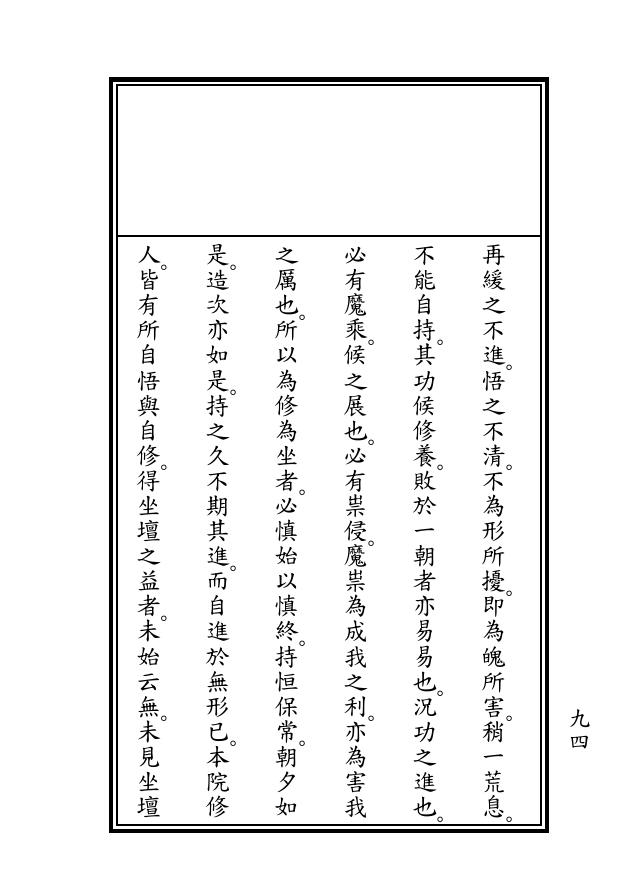 再緩之不進。悟之不清。不為形所擾。即為魄所害。稍一荒息。
不能自持。其功候修養。敗於一朝者亦易易也。況功之進也。
必有魔乘。候之展也。必有祟侵。魔祟為成我之利。亦為害我
之厲也。所以為修為坐者。必慎始以慎終。持恒保常。朝夕如
是。造次亦如是。持之久不期其進。而自進於無形已。本院修
人。皆有所自悟與自修。得坐壇之益者。未始云無。未見坐壇
九四